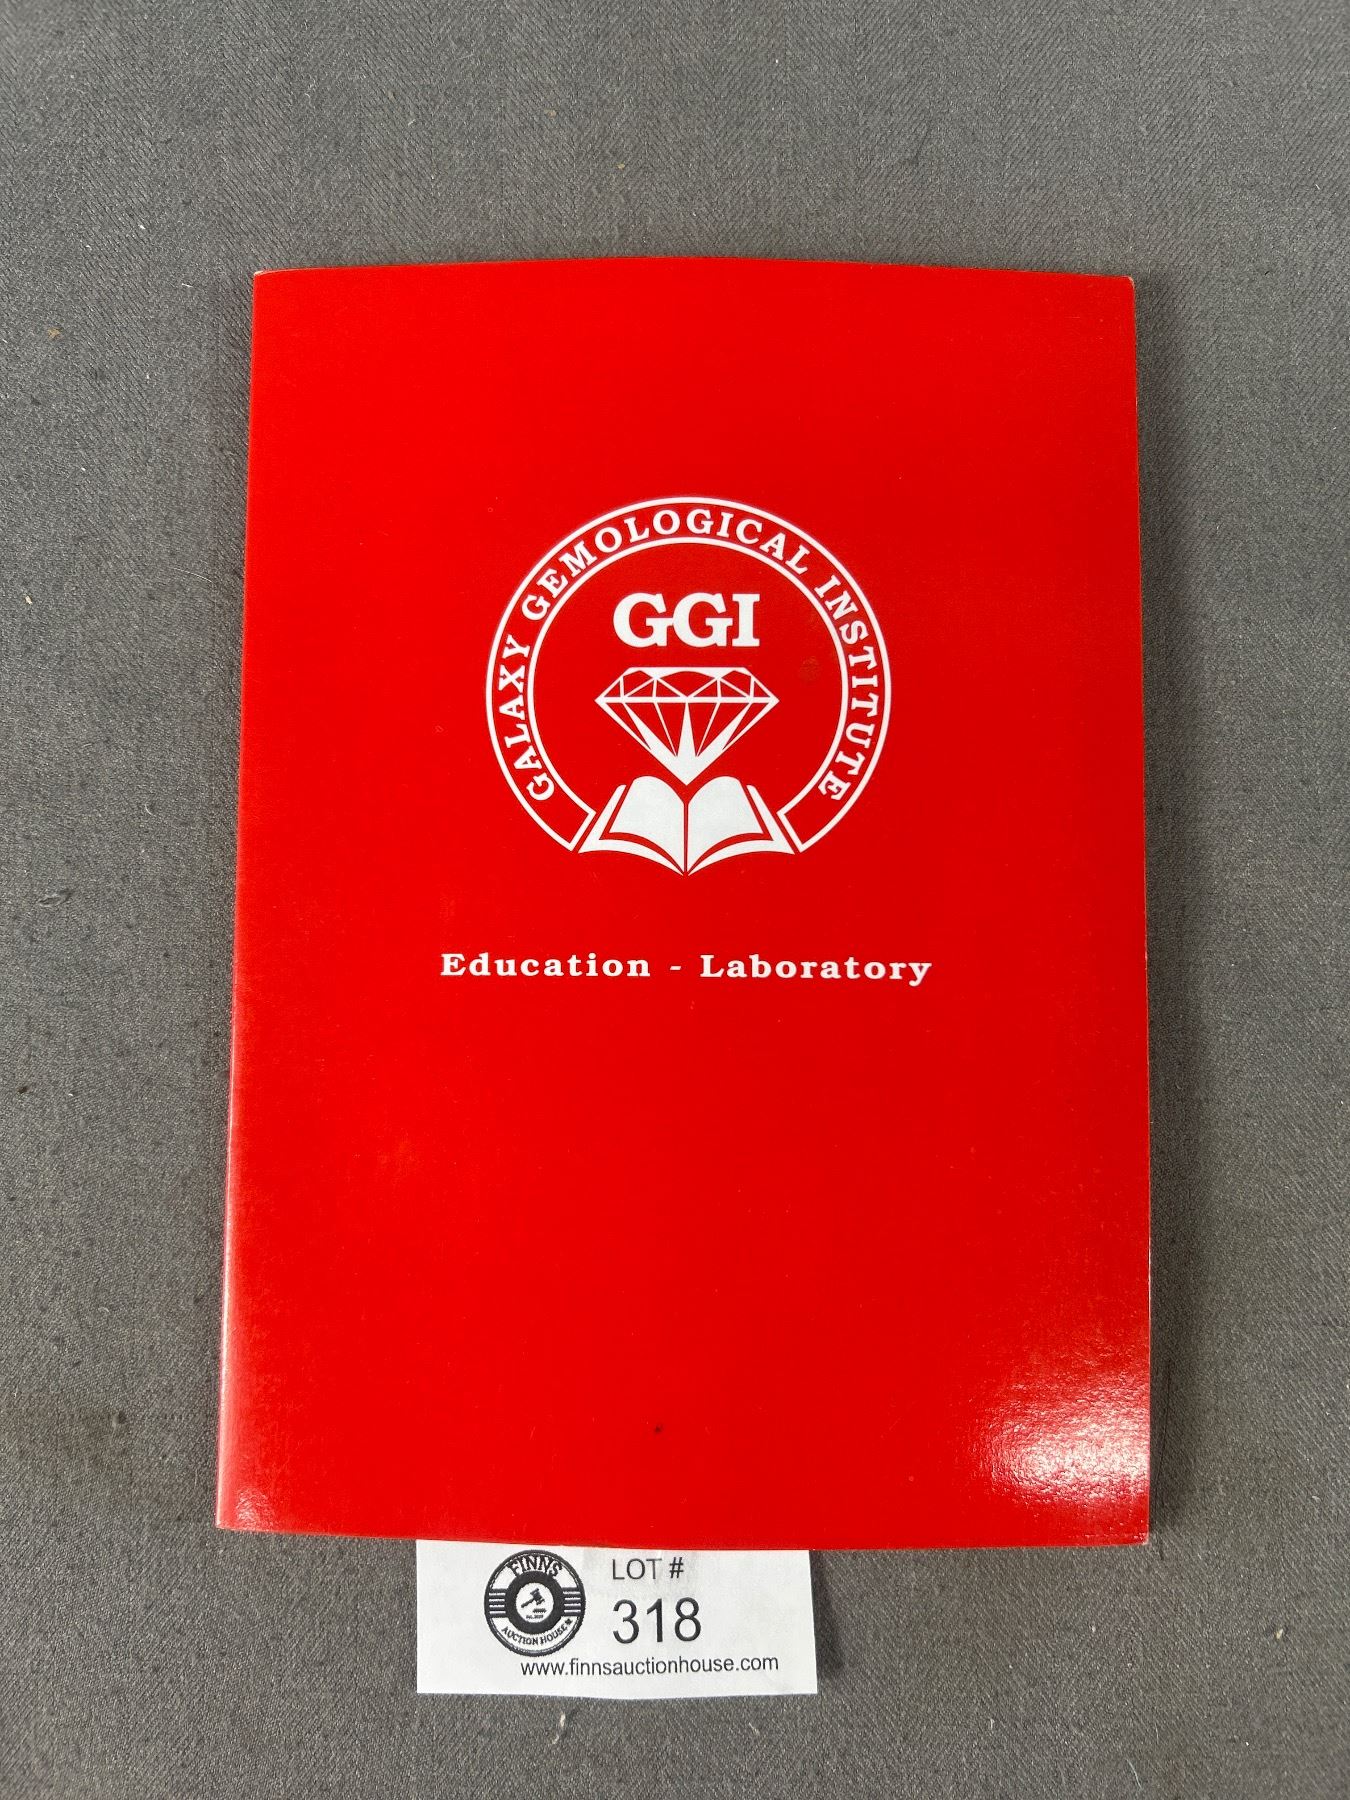 GALAXY GEMOLOGICAL INSTITUTE
GGI
Education - Laboratory
FINNS
AUCTION HOUSE
LOT #
318
www.finnsauctionhouse.com